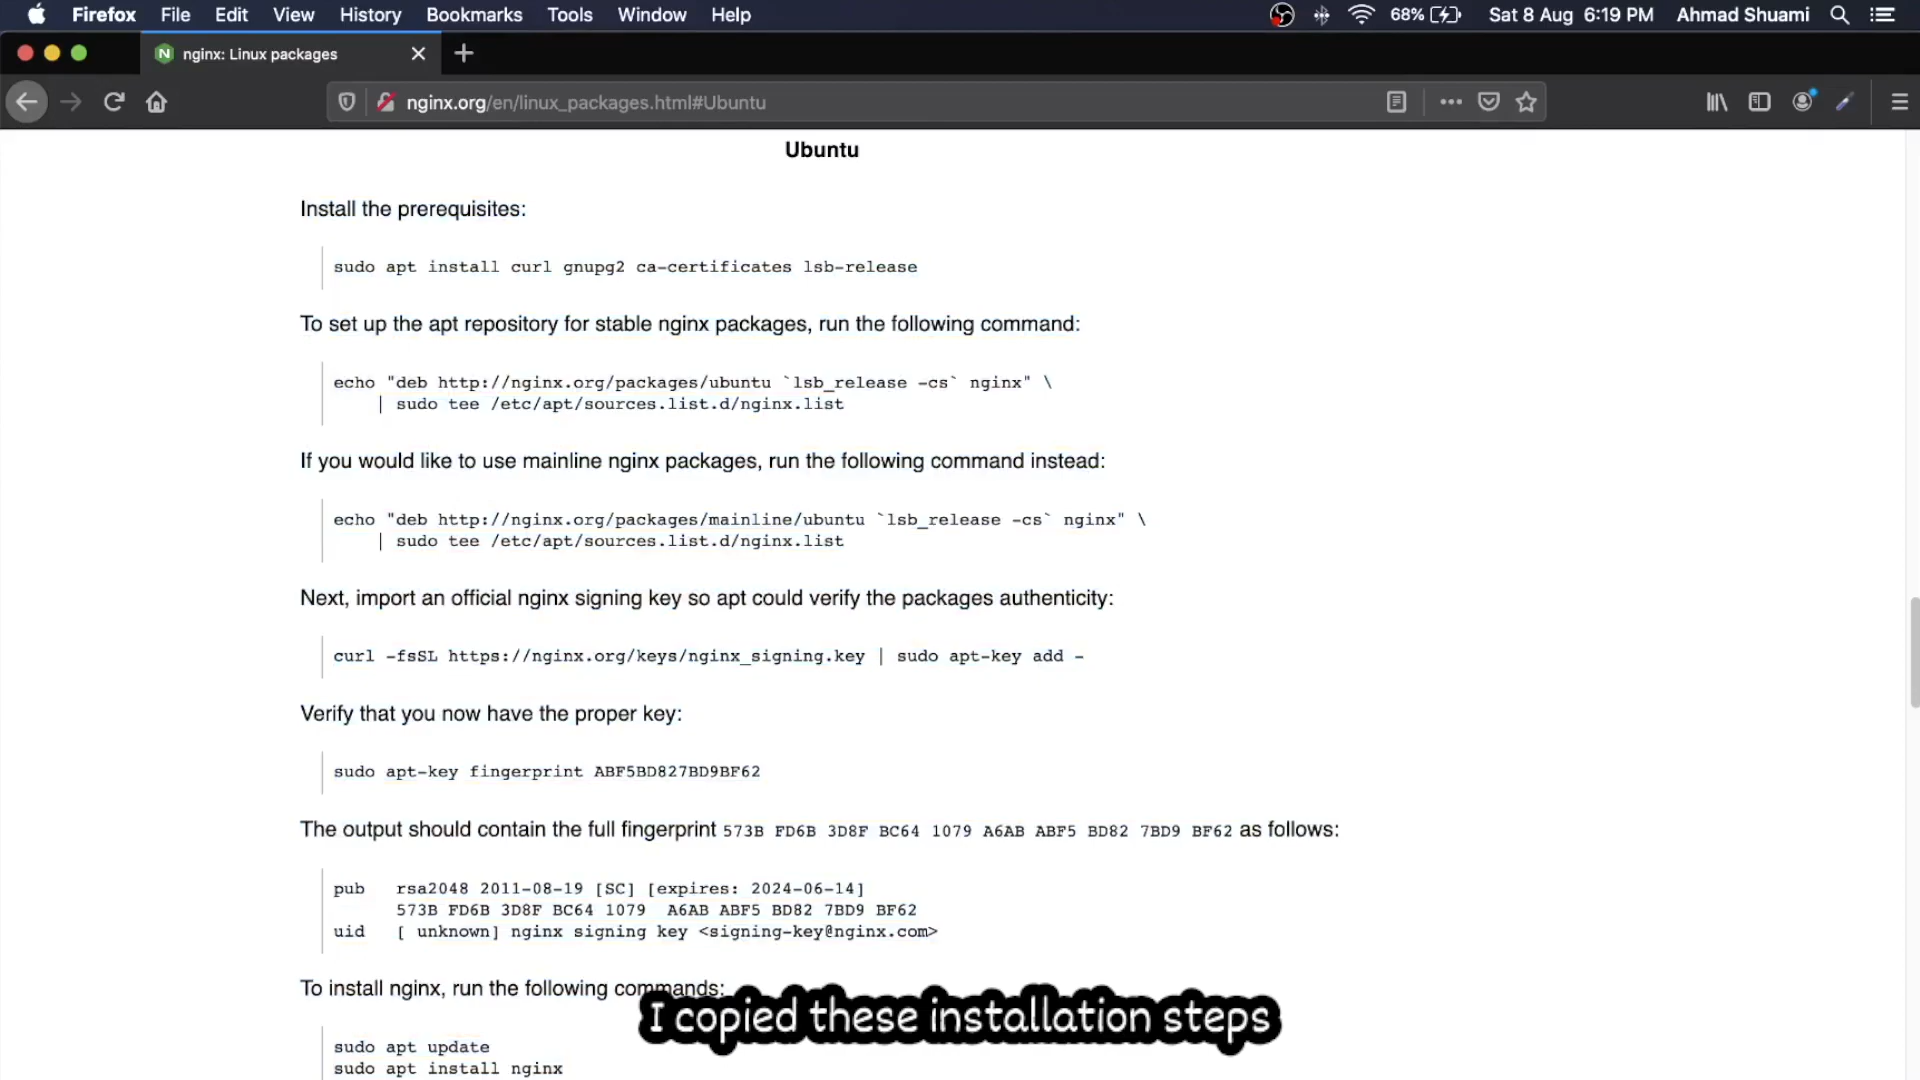 Firefox File Edit View History Bookmarks Tools Window Help 68% Sat 8 Aug 6:19 PM Ahmad Shuami
nginx: Linux packages
nginx.org/en/linux_packages.html#Ubuntu
Ubuntu
Install the prerequisites:
sudo apt install curl gnupg2 ca-certificates lsb-release
To set up the apt repository for stable nginx packages, run the following command:
echo "deb http://nginx.org/packages/ubuntu `lsb_release -cs` nginx" \
| sudo tee /etc/apt/sources.list.d/nginx.list
If you would like to use mainline nginx packages, run the following command instead:
echo "deb http://nginx.org/packages/mainline/ubuntu `lsb_release -cs` nginx" \
| sudo tee /etc/apt/sources.list.d/nginx.list
Next, import an official nginx signing key so apt could verify the packages authenticity:
curl -fsSL https://nginx.org/keys/nginx_signing.key | sudo apt-key add -
Verify that you now have the proper key:
sudo apt-key fingerprint ABF5BD827BD9BF62
The output should contain the full fingerprint 573B FD6B 3D8F BC64 1079 A6AB ABF5 BD82 7BD9 BF62 as follows:
pub rsa2048 2011-08-19 [SC] [expires: 2024-06-14]
573B FD6B 3D8F BC64 1079 A6AB ABF5 BD82 7BD9 BF62
uid [ unknown] nginx signing key <signing-key@nginx.com>
To install nginx, run the following commands:
I copied these installation steps
sudo apt update
sudo apt install nginx